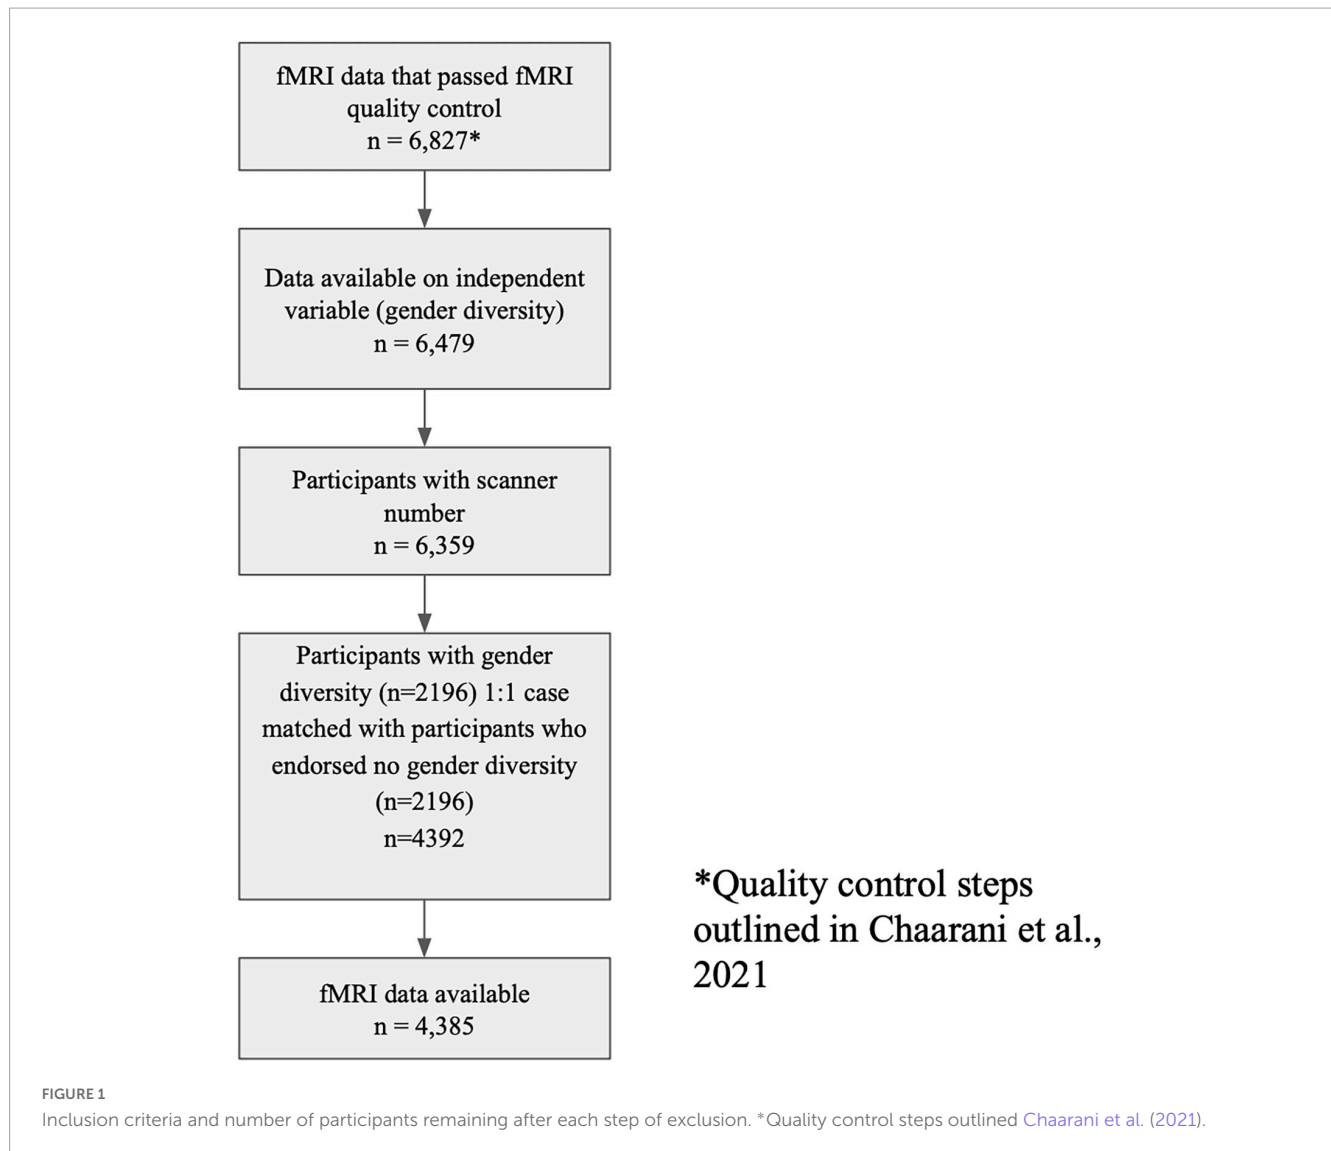 fMRI data that passed fMRI
quality control
n = 6,827*
Data available on independent
variable (gender diversity)
n = 6,479
Participants with scanner
number
n = 6,359
Participants with gender
diversity (n=2196) 1:1 case
matched with participants who
endorsed no gender diversity
(n=2196)
n=4392
fMRI data available
n = 4,385
*Quality control steps
outlined in Chaarani et al.,
2021
FIGURE 1
Inclusion criteria and number of participants remaining after each step of exclusion. *Quality control steps outlined Chaarani et al. (2021).